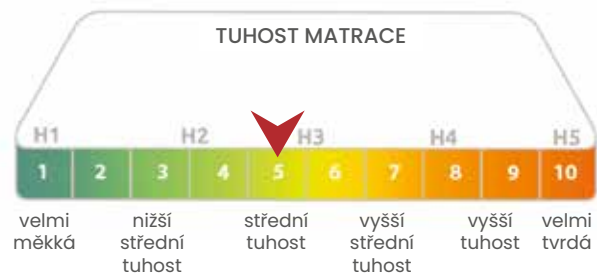 TUHOST MATRACE
H1 H2 H3 H4 H5
1 2 3 4 5 6 7 8 9 10
velmi měkká
nižší střední tuhost
střední tuhost
vyšší střední tuhost
vyšší tuhost
velmi tvrdá